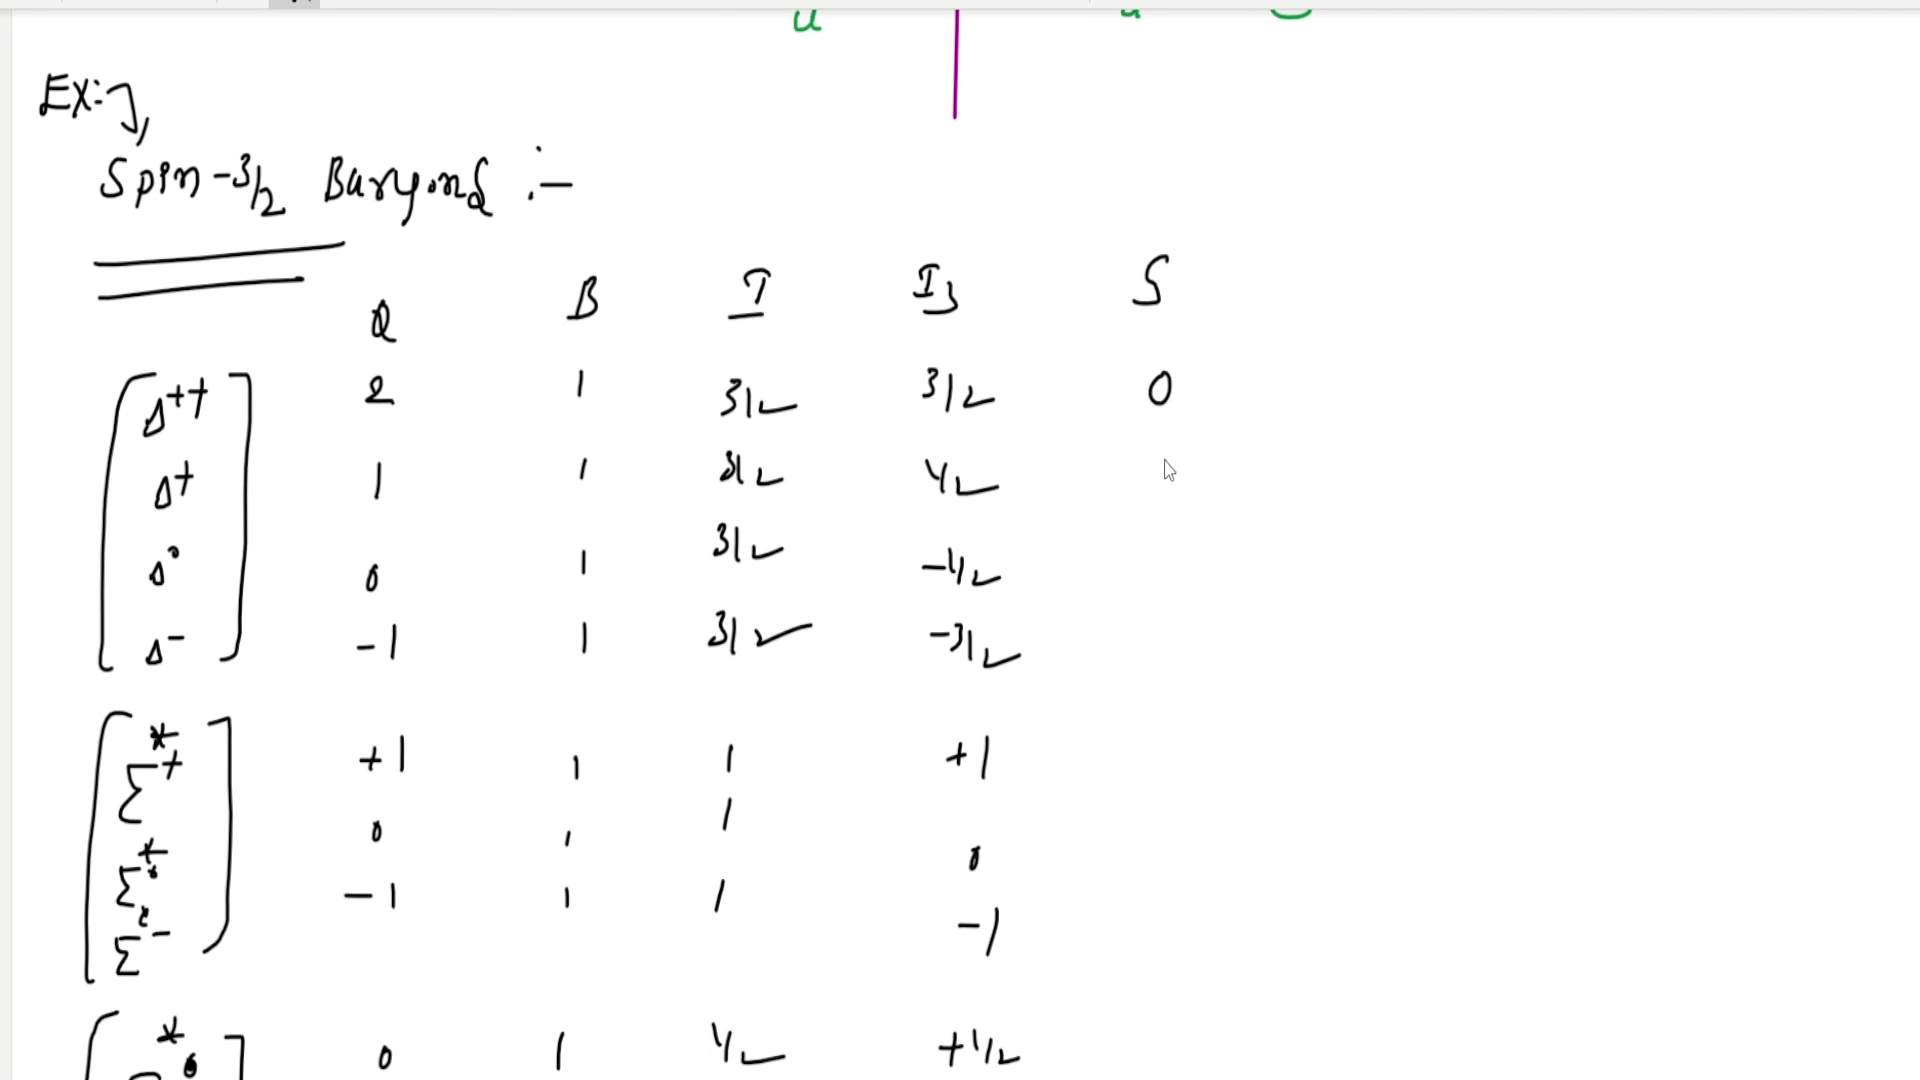 u u
Ex:→
Spin-3/2 Baryons :-
Q B I I3 S
Δ++ 2 1 3/2 3/2 0
Δ+ 1 1 3/2 1/2
Δ° 0 1 3/2 -1/2
Δ- -1 1 3/2 -3/2
Σ*+ +1 1 1 +1
Σ*° 0 1 1 0
Σ*- -1 1 1 -1
* ° 0 1 1/2 +1/2